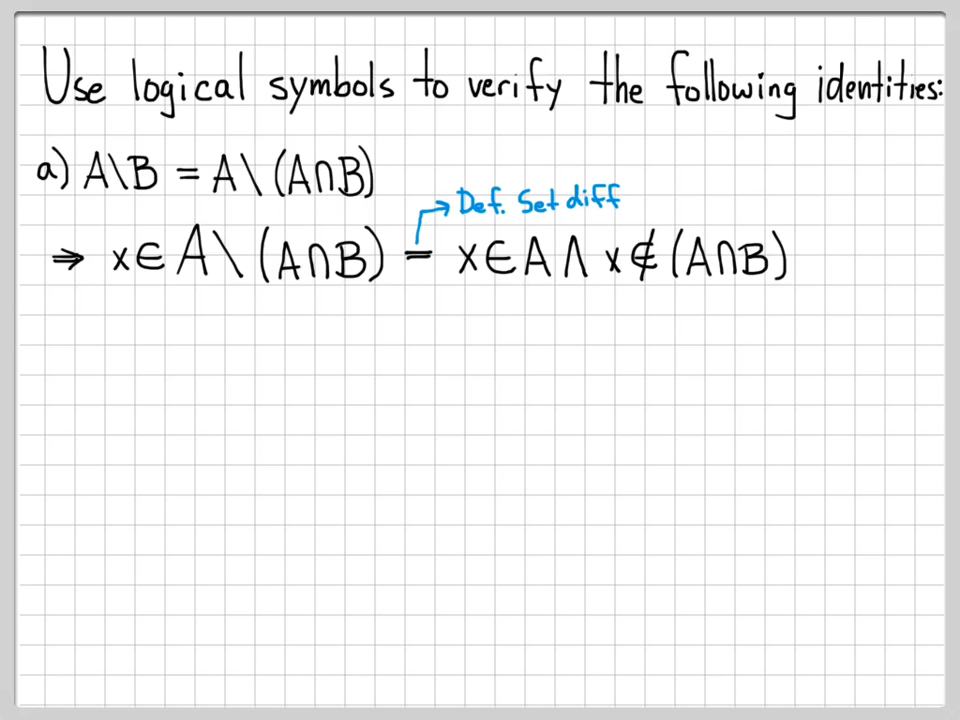 Use logical symbols to verify the following identities:
a) A\B = A\(A∩B)
Def. Set diff
⇒ x∈A\(A∩B) = x∈A ∧ x∉(A∩B)